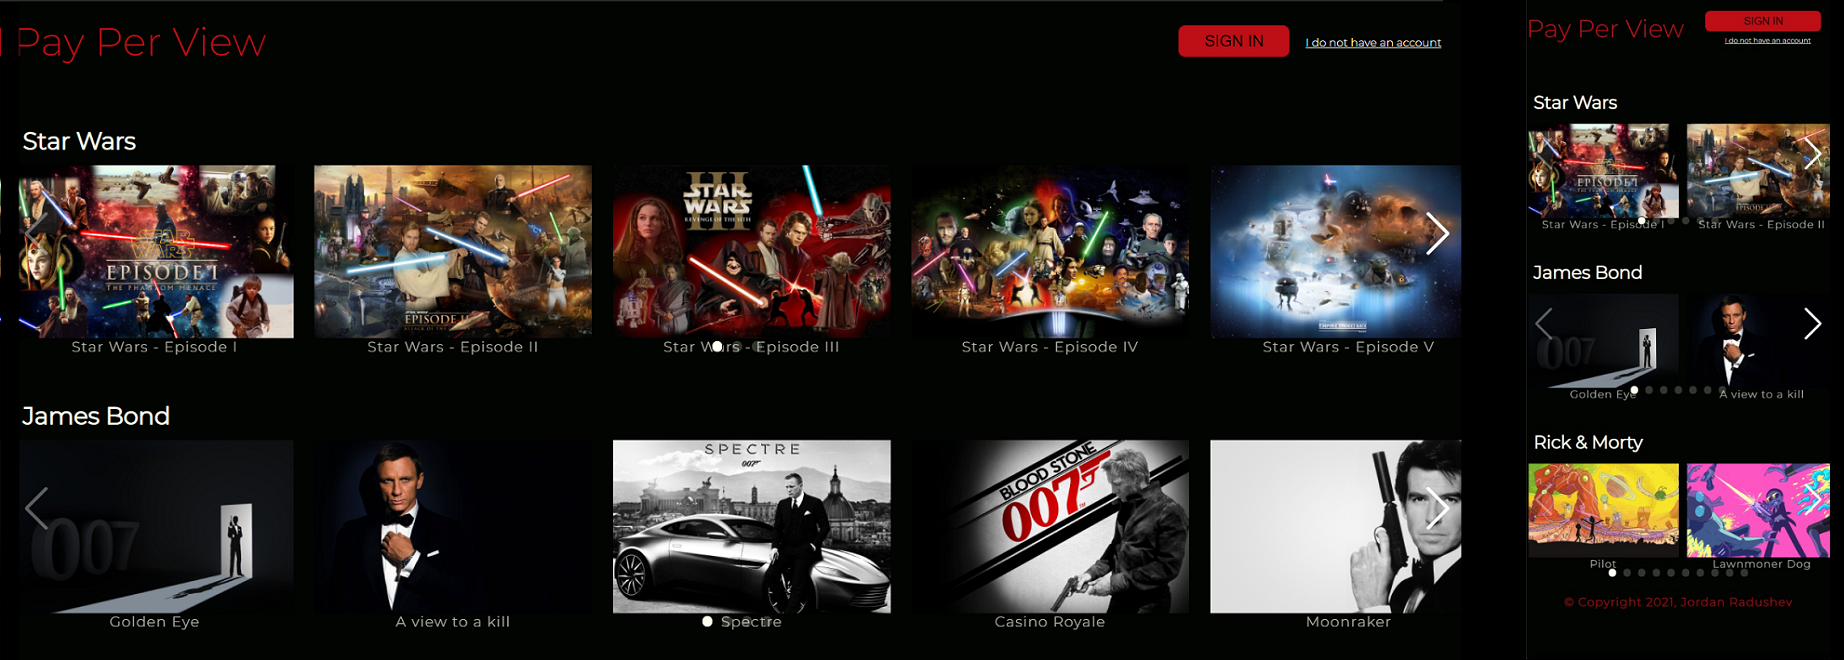 Pay Per View
SIGN IN
I do not have an account
Star Wars
STAR WARS
EPISODE I
THE PHANTOM MENACE
EPISODE II
III
STAR WARS
REVENGE OF THE SITH
Star Wars - Episode I
Star Wars - Episode II
Star Wars - Episode III
Star Wars - Episode IV
Star Wars - Episode V
James Bond
007
SPECTRE
007
BLOOD STONE
007
Golden Eye
A view to a kill
Spectre
Casino Royale
Moonraker
Pay Per View
SIGN IN
I do not have an account
Star Wars
EPISODE I
Star Wars - Episode I
Star Wars - Episode II
James Bond
007
Golden Eye
A view to a kill
Rick & Morty
Pilot
Lawnmoner Dog
© Copyright 2021, Jordan Radushev